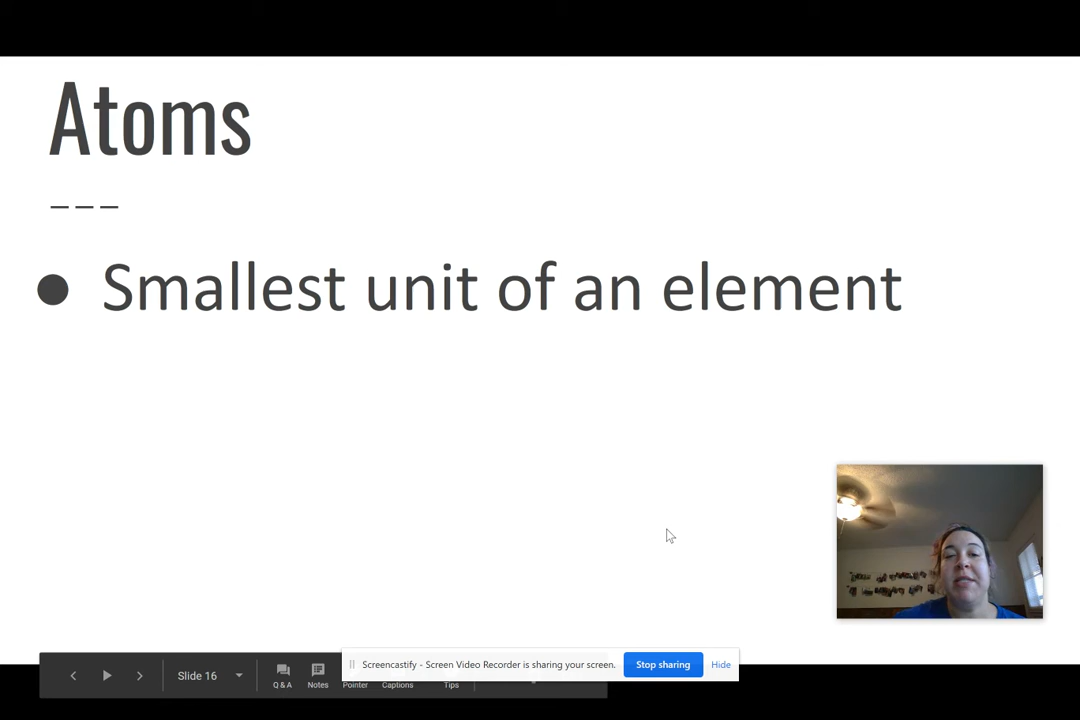 Atoms
---
● Smallest unit of an element
Slide 16
Q & A
Notes
Pointer
Captions
Tips
Screencastify - Screen Video Recorder is sharing your screen.
Stop sharing
Hide